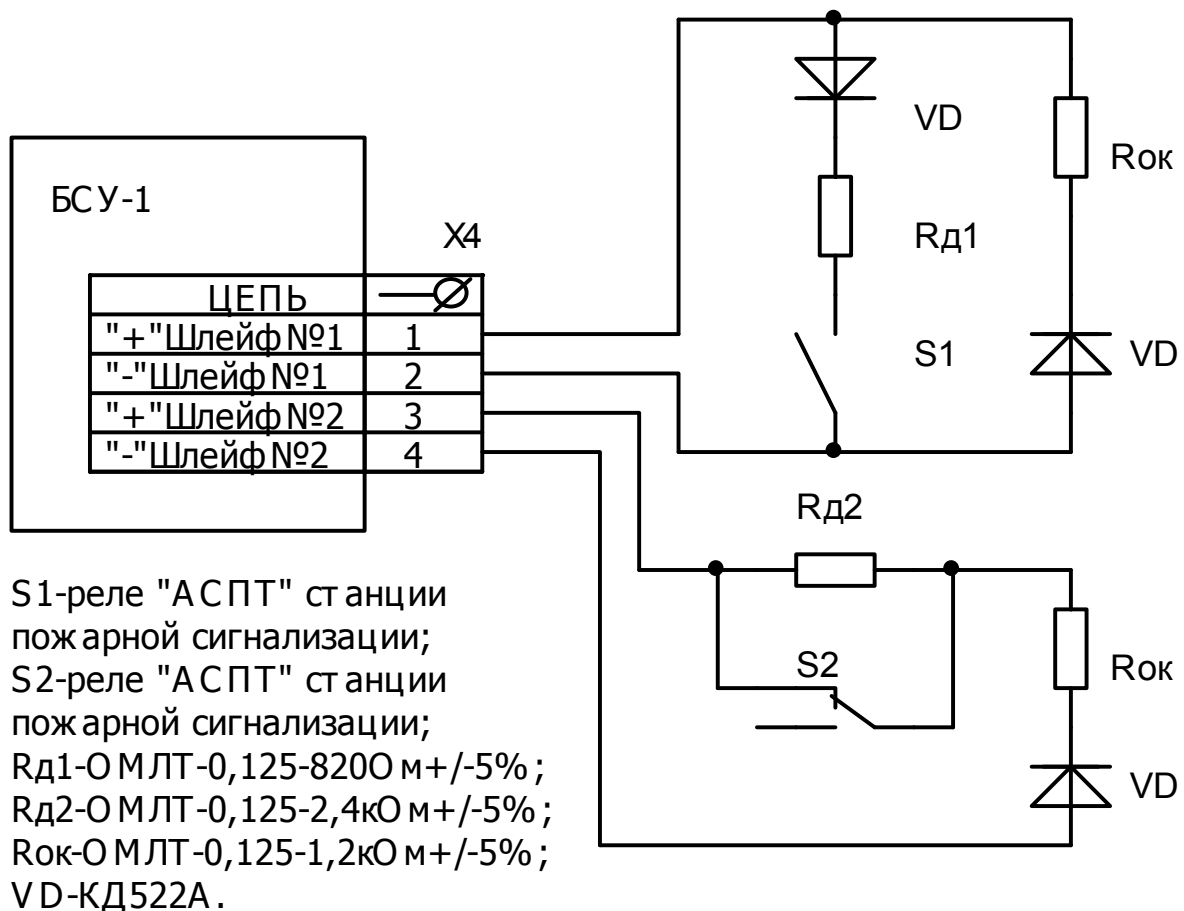 БСУ-1
X4
ЦЕПЬ
"+"Шлейф №1 1
"-"Шлейф №1 2
"+"Шлейф №2 3
"-"Шлейф №2 4
VD
Rок
Rд1
S1
VD
Rд2
S2
Rок
VD
S1-реле "АСПТ" станции
пожарной сигнализации;
S2-реле "АСПТ" станции
пожарной сигнализации;
Rд1-ОМЛТ-0,125-820Ом+/-5%;
Rд2-ОМЛТ-0,125-2,4кОм+/-5%;
Rок-ОМЛТ-0,125-1,2кОм+/-5%;
VD-КД522А.